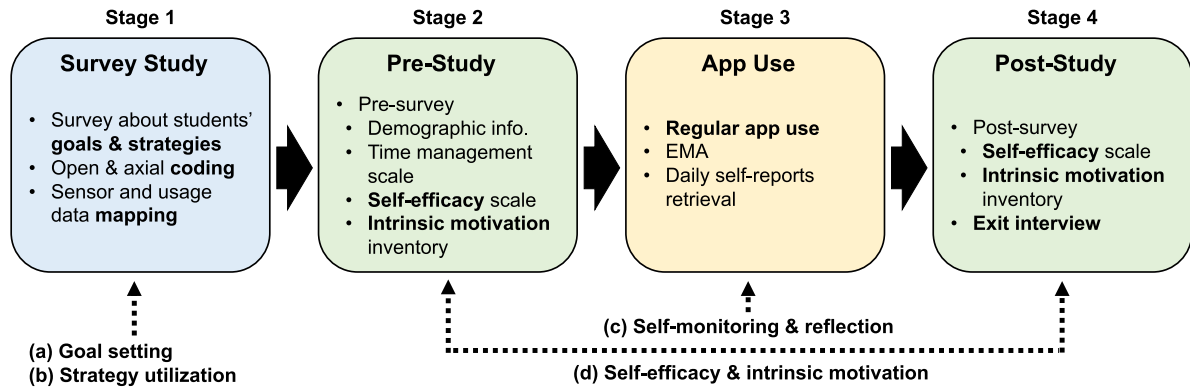 Stage 1
Survey Study
• Survey about students’
goals & strategies
• Open & axial coding
• Sensor and usage
data mapping
Stage 2
Pre-Study
• Pre-survey
• Demographic info.
• Time management
scale
• Self-efficacy scale
• Intrinsic motivation
inventory
Stage 3
App Use
• Regular app use
• EMA
• Daily self-reports
retrieval
Stage 4
Post-Study
• Post-survey
• Self-efficacy scale
• Intrinsic motivation
inventory
• Exit interview
(a) Goal setting
(b) Strategy utilization
(c) Self-monitoring & reflection
(d) Self-efficacy & intrinsic motivation